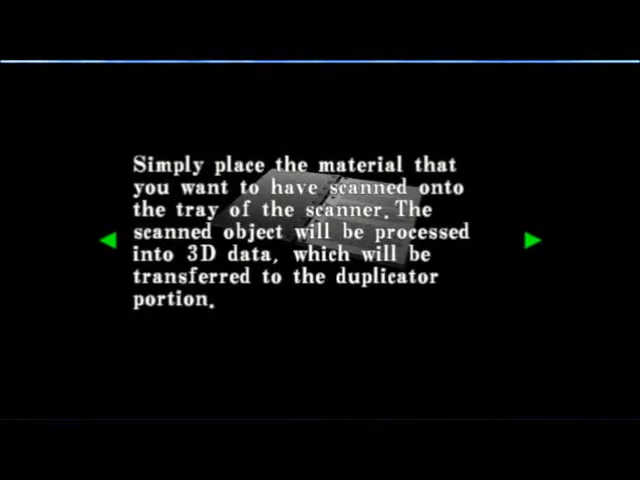 Simply place the material that
you want to have scanned onto
the tray of the scanner. The
scanned object will be processed
into 3D data, which will be
transferred to the duplicator
portion.